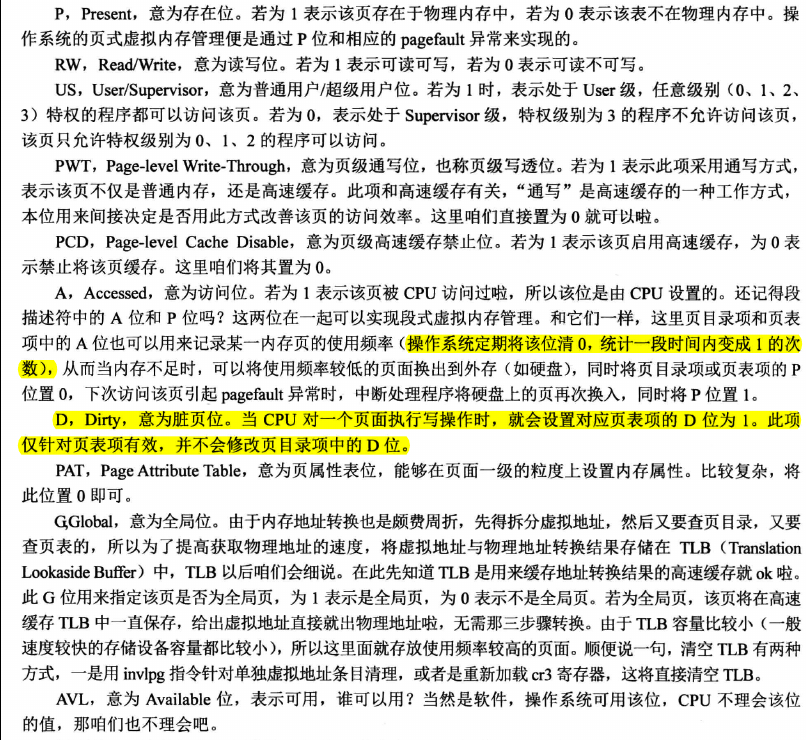 P，Present，意为存在位。若为 1 表示该页存在于物理内存中，若为 0 表示该表不在物理内存中。操
作系统的页式虚拟内存管理便是通过 P 位和相应的 pagefault 异常来实现的。
RW，Read/Write，意为读写位。若为 1 表示可读可写，若为 0 表示可读不可写。
US，User/Supervisor，意为普通用户/超级用户位。若为 1 时，表示处于 User 级，任意级别（0、1、2、
3）特权的程序都可以访问该页。若为 0，表示处于 Supervisor 级，特权级别为 3 的程序不允许访问该页，
该页只允许特权级别为 0、1、2 的程序可以访问。
PWT，Page-level Write-Through，意为页级通写位，也称页级写透位。若为 1 表示此项采用通写方式，
表示该页不仅是普通内存，还是高速缓存。此项和高速缓存有关，“通写”是高速缓存的一种工作方式，
本位用来间接决定是否用此方式改善该页的访问效率。这里咱们直接置为 0 就可以啦。
PCD，Page-level Cache Disable，意为页级高速缓存禁止位。若为 1 表示该页启用高速缓存，为 0 表
示禁止将该页缓存。这里咱们将其置为 0。
A，Accessed，意为访问位。若为 1 表示该页被 CPU 访问过啦，所以该位是由 CPU 设置的。还记得段
描述符中的 A 位和 P 位吗？这两位在一起可以实现段式虚拟内存管理。和它们一样，这里页目录项和页表
项中的 A 位也可以用来记录某一内存页的使用频率（操作系统定期将该位清 0，统计一段时间内变成 1 的次
数），从而当内存不足时，可以将使用频率较低的页面换出到外存（如硬盘），同时将页目录项或页表项的 P
位置 0，下次访问该页引起 pagefault 异常时，中断处理程序将硬盘上的页再次换入，同时将 P 位置 1。
D，Dirty，意为脏页位。当 CPU 对一个页面执行写操作时，就会设置对应页表项的 D 位为 1。此项
仅针对页表项有效，并不会修改页目录项中的 D 位。
PAT，Page Attribute Table，意为页属性表位，能够在页面一级的粒度上设置内存属性。比较复杂，将
此位置 0 即可。
G,Global，意为全局位。由于内存地址转换也是颇费周折，先得拆分虚拟地址，然后又要查页目录，又要
查页表的，所以为了提高获取物理地址的速度，将虚拟地址与物理地址转换结果存储在 TLB（Translation
Lookaside Buffer）中，TLB 以后咱们会细说。在此先知道 TLB 是用来缓存地址转换结果的高速缓存就 ok 啦。
此 G 位用来指定该页是否为全局页，为 1 表示是全局页，为 0 表示不是全局页。若为全局页，该页将在高速
缓存 TLB 中一直保存，给出虚拟地址直接就出物理地址啦，无需那三步骤转换。由于 TLB 容量比较小（一般
速度较快的存储设备容量都比较小），所以这里面就存放使用频率较高的页面。顺便说一句，清空 TLB 有两种
方式，一是用 invlpg 指令针对单独虚拟地址条目清理，或者是重新加载 cr3 寄存器，这将直接清空 TLB。
AVL，意为 Available 位，表示可用，谁可以用？当然是软件，操作系统可用该位，CPU 不理会该位
的值，那咱们也不理会吧。